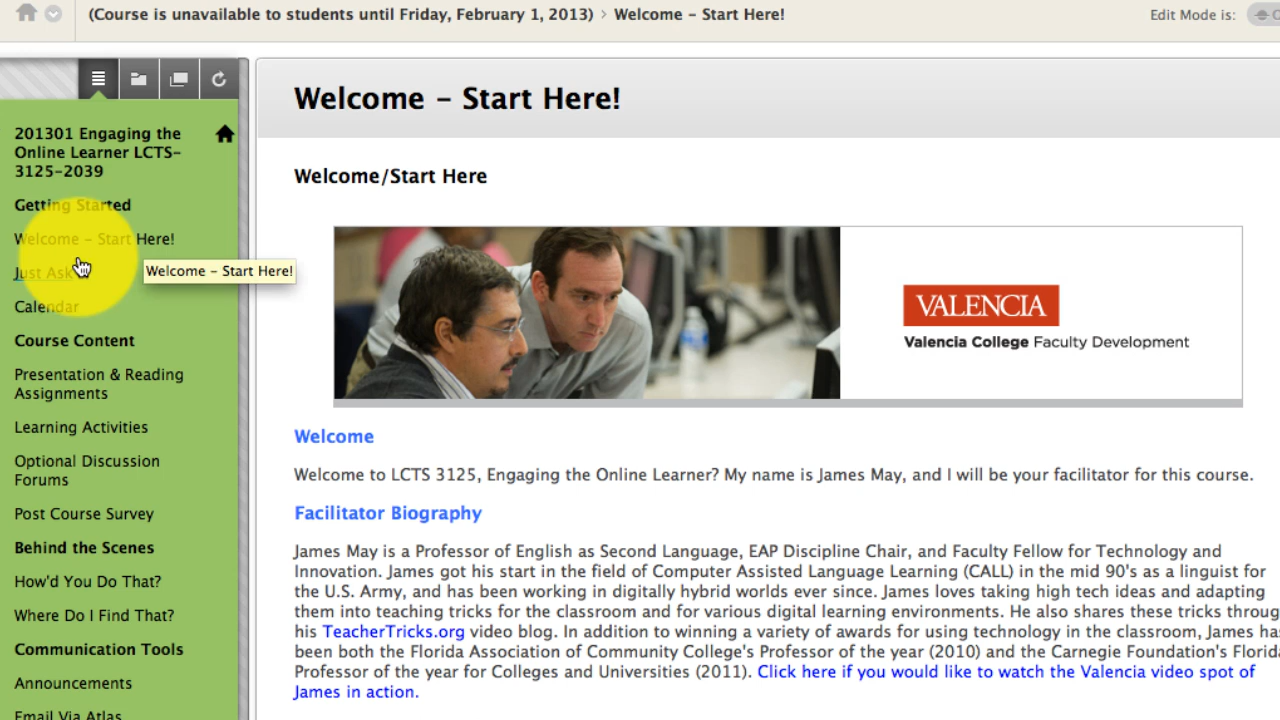 (Course is unavailable to students until Friday, February 1, 2013) > Welcome – Start Here!
Edit Mode is:
201301 Engaging the
Online Learner LCTS-
3125-2039
Getting Started
Welcome – Start Here!
Just Ask
Calendar
Course Content
Presentation & Reading
Assignments
Learning Activities
Optional Discussion
Forums
Post Course Survey
Behind the Scenes
How'd You Do That?
Where Do I Find That?
Communication Tools
Announcements
Email Via Atlas
Welcome – Start Here!
Welcome – Start Here!
Welcome/Start Here
VALENCIA
Valencia College Faculty Development
Welcome
Welcome to LCTS 3125, Engaging the Online Learner? My name is James May, and I will be your facilitator for this course.
Facilitator Biography
James May is a Professor of English as Second Language, EAP Discipline Chair, and Faculty Fellow for Technology and
Innovation. James got his start in the field of Computer Assisted Language Learning (CALL) in the mid 90's as a linguist for
the U.S. Army, and has been working in digitally hybrid worlds ever since. James loves taking high tech ideas and adapting
them into teaching tricks for the classroom and for various digital learning environments. He also shares these tricks throug
his TeacherTricks.org video blog. In addition to winning a variety of awards for using technology in the classroom, James ha
been both the Florida Association of Community College's Professor of the year (2010) and the Carnegie Foundation's Florid
Professor of the year for Colleges and Universities (2011). Click here if you would like to watch the Valencia video spot of
James in action.